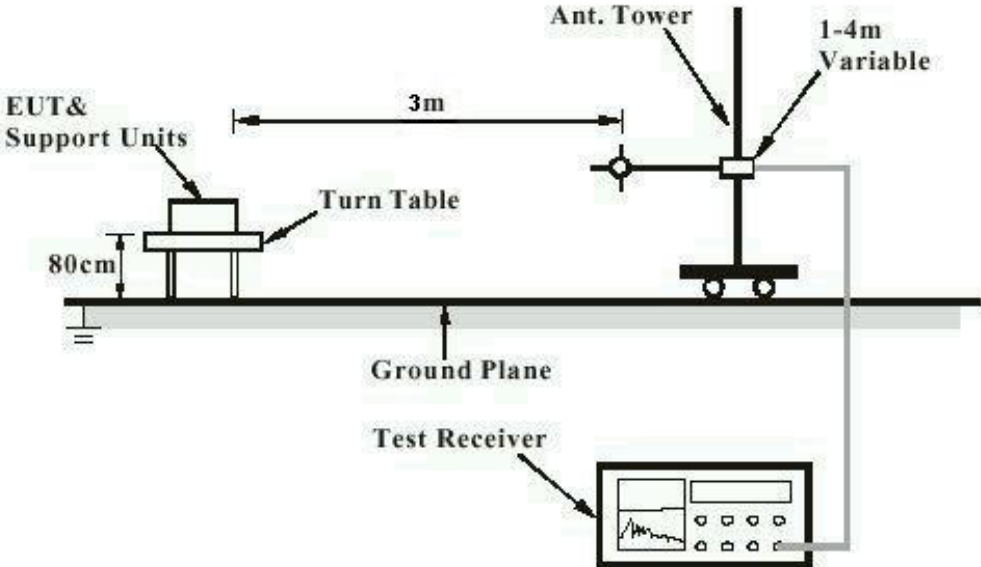 Ant. Tower
1-4m
Variable
3m
EUT&
Support Units
Turn Table
80cm
Ground Plane
Test Receiver